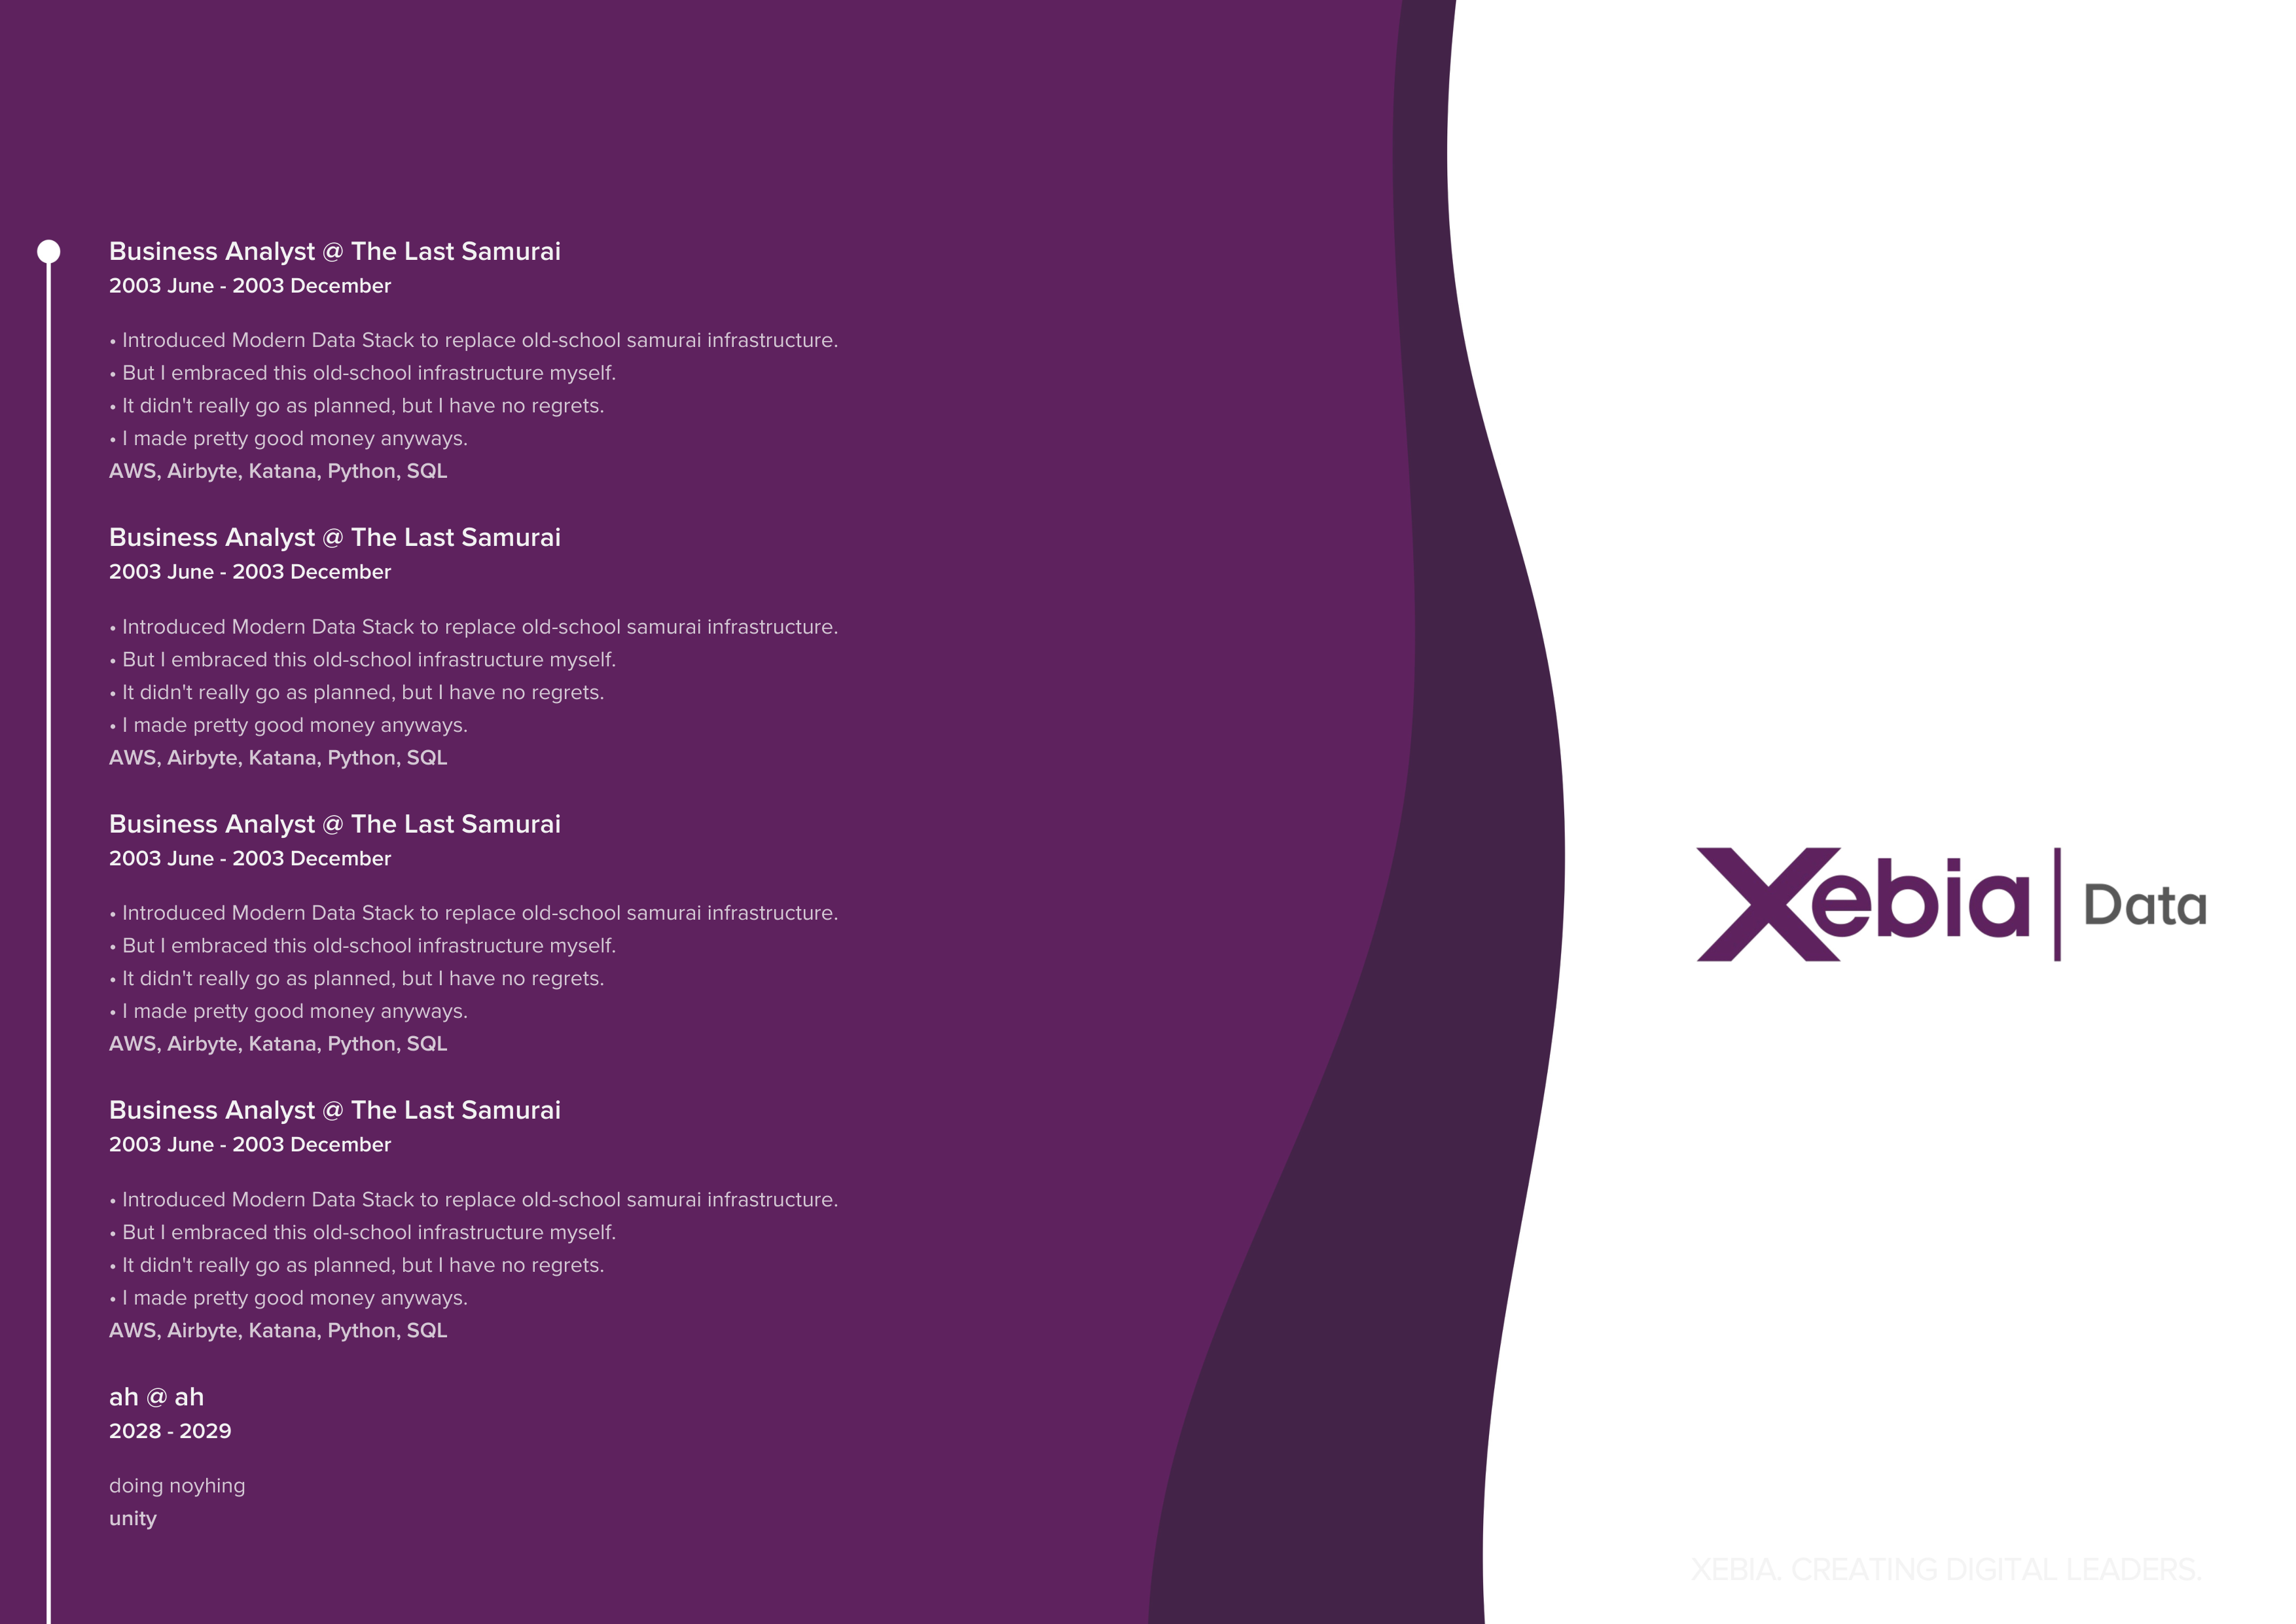 Business Analyst @ The Last Samurai
2003 June - 2003 December
• Introduced Modern Data Stack to replace old-school samurai infrastructure.
• But I embraced this old-school infrastructure myself.
• It didn't really go as planned, but I have no regrets.
• I made pretty good money anyways.
AWS, Airbyte, Katana, Python, SQL
Business Analyst @ The Last Samurai
2003 June - 2003 December
• Introduced Modern Data Stack to replace old-school samurai infrastructure.
• But I embraced this old-school infrastructure myself.
• It didn't really go as planned, but I have no regrets.
• I made pretty good money anyways.
AWS, Airbyte, Katana, Python, SQL
Business Analyst @ The Last Samurai
2003 June - 2003 December
• Introduced Modern Data Stack to replace old-school samurai infrastructure.
• But I embraced this old-school infrastructure myself.
• It didn't really go as planned, but I have no regrets.
• I made pretty good money anyways.
AWS, Airbyte, Katana, Python, SQL
Business Analyst @ The Last Samurai
2003 June - 2003 December
• Introduced Modern Data Stack to replace old-school samurai infrastructure.
• But I embraced this old-school infrastructure myself.
• It didn't really go as planned, but I have no regrets.
• I made pretty good money anyways.
AWS, Airbyte, Katana, Python, SQL
ah @ ah
2028 - 2029
doing noyhing
unity
Xebia | Data
XEBIA. CREATING DIGITAL LEADERS.